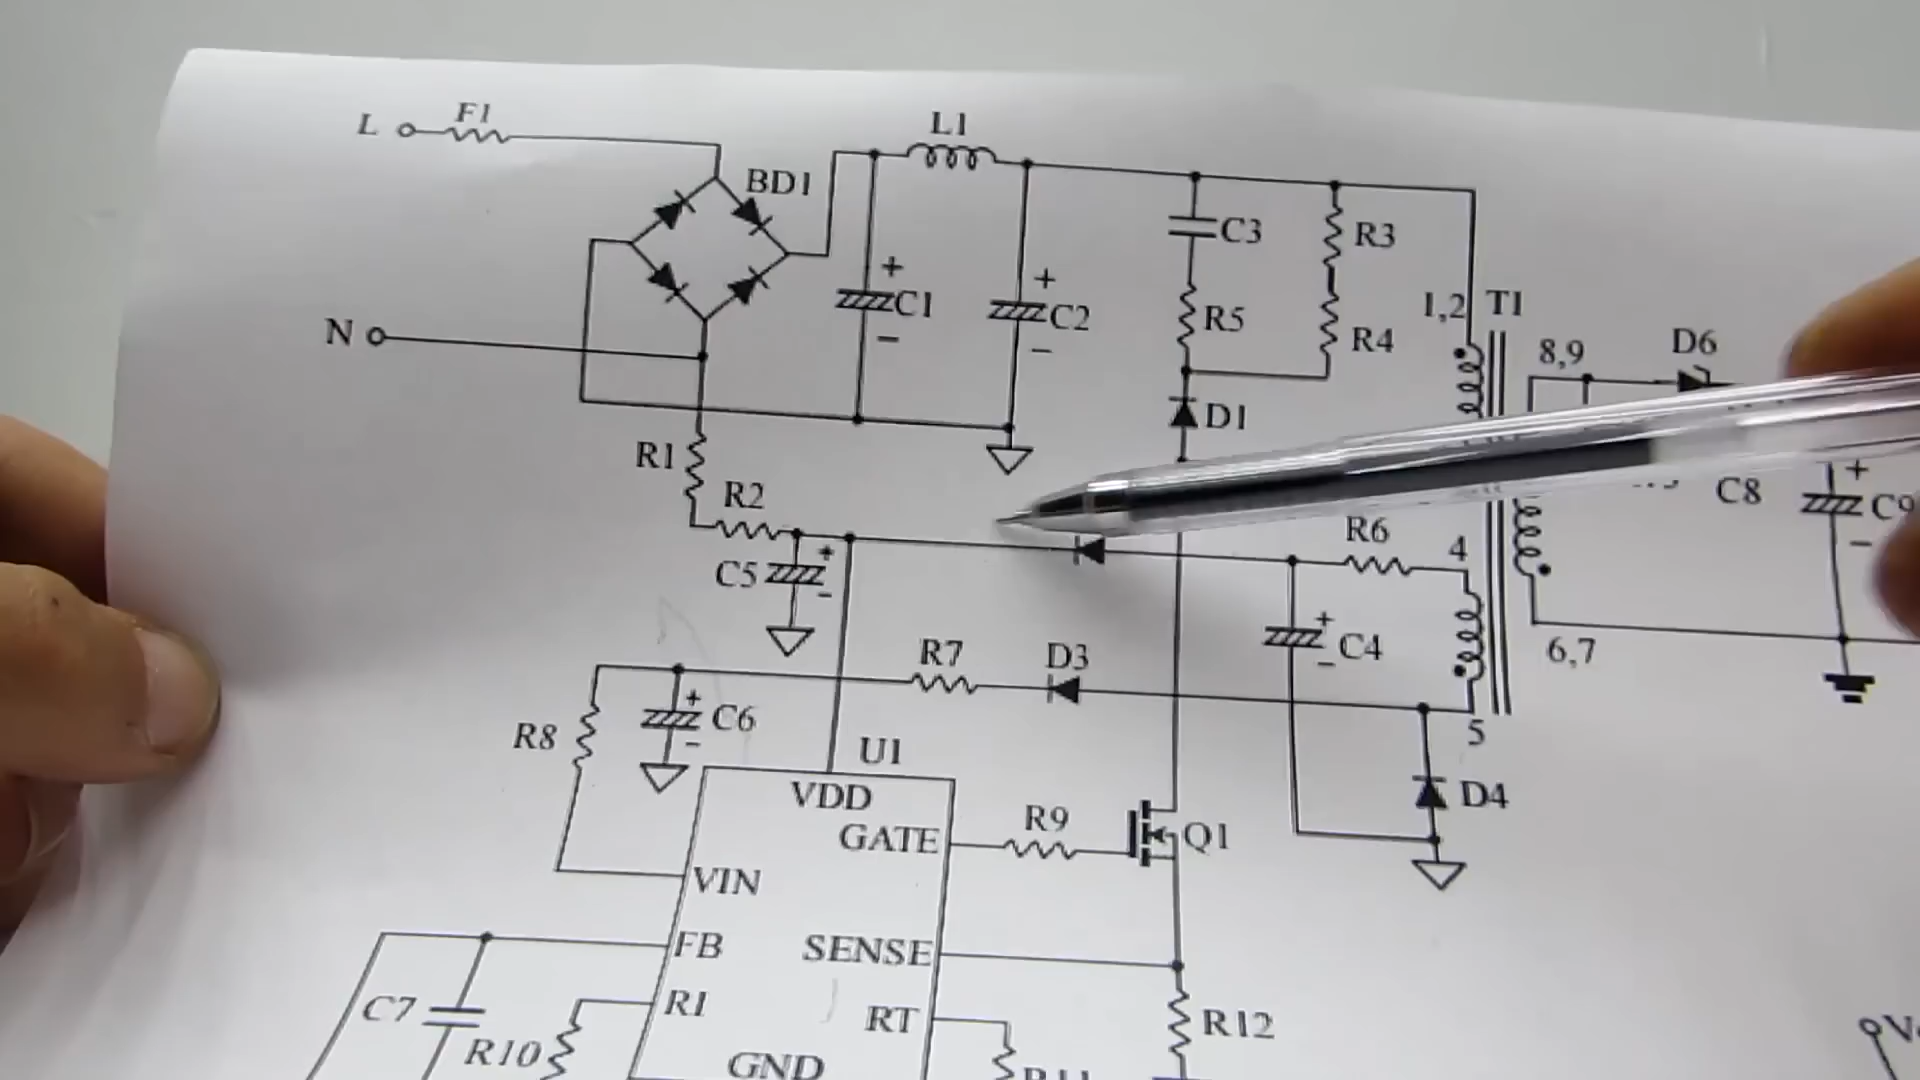 L F1
L1
BD1
C3
R3
+ C1 -
+ C2 -
R5
R4
1,2 T1
8,9
D6
N
D1
R1
R2
C8
+ C9 -
R6
4
C5 + -
+ C4 -
R7
D3
6,7
R8
+ C6 -
5
U1
VDD
D4
GATE
R9
Q1
VIN
FB
SENSE
C7
RI
RT
R12
R10
GND